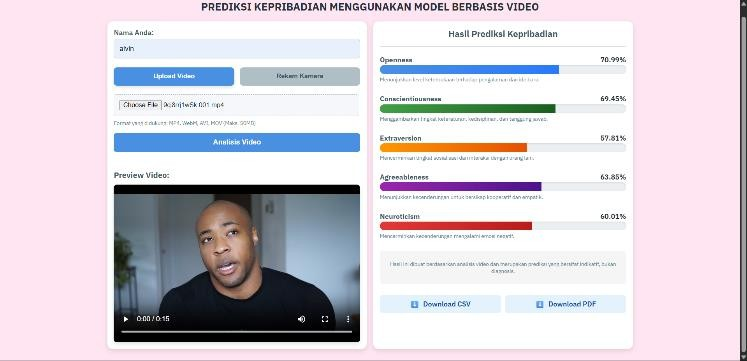 PREDIKSI KEPRIBADIAN MENGGUNAKAN MODEL BERBASIS VIDEO
Nama Anda:
alvin
Upload Video
Rekam Kamera
Choose File
.001.mp4
Format yang didukung: MP4, WebM, AVI, MOV (Maks. 50MB)
Analisis Video
Preview Video:
0:00 / 0:15
Hasil Prediksi Kepribadian
Openness 70.99%
Menunjukkan level keterbukaan terhadap pengalaman dan ide baru.
Conscientiousness 69.45%
Menggambarkan tingkat keteraturan, kedisiplinan, dan tanggung jawab.
Extraversion 57.81%
Mencerminkan tingkat sosialisasi dan interaksi dengan orang lain.
Agreeableness 63.85%
Menunjukkan kecenderungan untuk bersikap kooperatif dan empatik.
Neuroticism 60.01%
Mencerminkan kecenderungan mengalami emosi negatif.
Hasil ini dibuat berdasarkan analisis video dan merupakan prediksi yang bersifat indikatif, bukan
diagnosis.
Download CSV
Download PDF